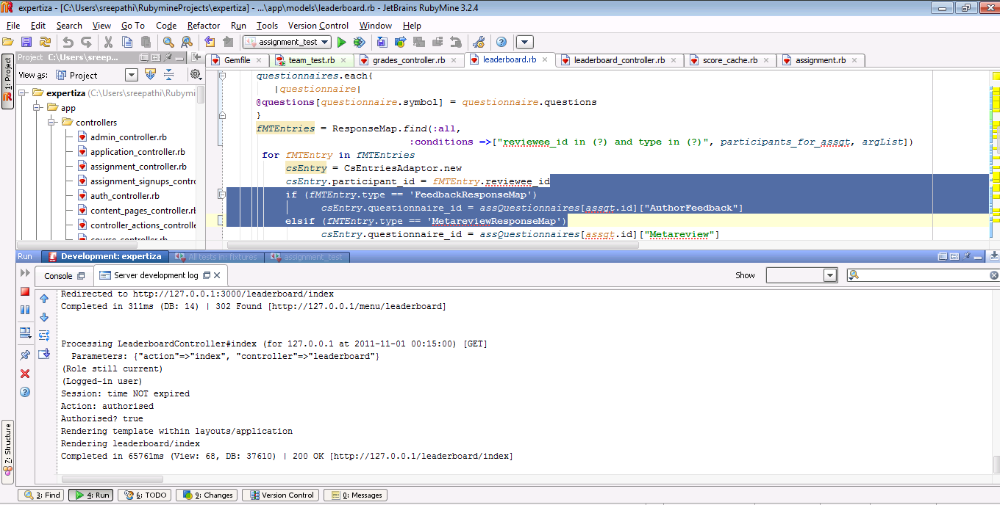 expertiza - [C:\Users\sreepathi\RubymineProjects\expertiza] - ...\app\models\leaderboard.rb - JetBrains RubyMine 3.2.4
File Edit Search View Go To Code Refactor Run Tools Version Control Window Help
assignment_test
1: Project
Project C:\Users\sreep...
Gemfile team_test.rb grades_controller.rb leaderboard.rb leaderboard_controller.rb score_cache.rb assignment.rb
View as: Project
expertiza (C:\Users\sreepathi\Rubymi
app
controllers
admin_controller.rb
application_controller.rb
assignment_controller.rb
assignment_signups_contro
auth_controller.rb
content_pages_controller.rb
controller_actions_controlle
course_controller.rb
questionnaires.each{
|questionnaire|
@questions[questionnaire.symbol] = questionnaire.questions
}
fMTEntries = ResponseMap.find(:all,
:conditions =>["reviewee_id in (?) and type in (?)", participants_for_assgt, argList])
for fMTEntry in fMTEntries
csEntry = CsEntriesAdaptor.new
csEntry.participant_id = fMTEntry.reviewee_id
if (fMTEntry.type == 'FeedbackResponseMap')
csEntry.questionnaire_id = assQuestionnaires[assgt.id]["AuthorFeedback"]
elsif (fMTEntry.type == 'MetareviewResponseMap')
csEntry.questionnaire_id = assQuestionnaires[assgt.id]["Metareview"]
Run Development: expertiza All tests in: fixtures assignment_test
Console Server development log Show
Redirected to http://127.0.0.1:3000/leaderboard/index
Completed in 311ms (DB: 14) | 302 Found [http://127.0.0.1/menu/leaderboard]
Processing LeaderboardController#index (for 127.0.0.1 at 2011-11-01 00:15:00) [GET]
Parameters: {"action"=>"index", "controller"=>"leaderboard"}
(Role still current)
(Logged-in user)
Session: time NOT expired
Action: authorised
Authorised? true
Rendering template within layouts/application
Rendering leaderboard/index
Completed in 65761ms (View: 68, DB: 37610) | 200 OK [http://127.0.0.1/leaderboard/index]
7: Structure
3: Find 4: Run 6: TODO 9: Changes Version Control 0: Messages